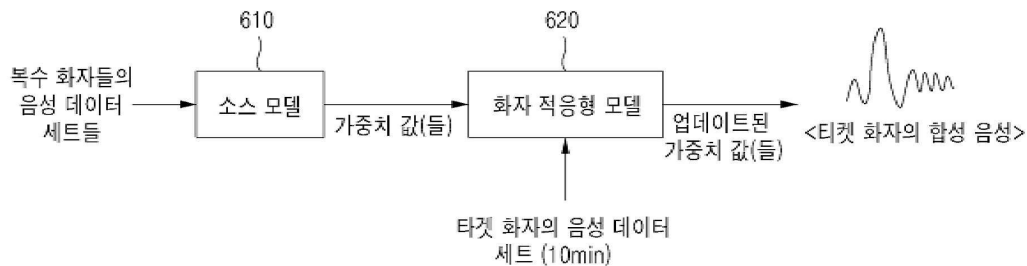 610
620
복수 화자들의
음성 데이터
세트들
소스 모델
가중치 값(들)
화자 적응형 모델
업데이트된
가중치 값(들)
<티켓 화자의 합성 음성>
타겟 화자의 음성 데이터
세트 (10min)